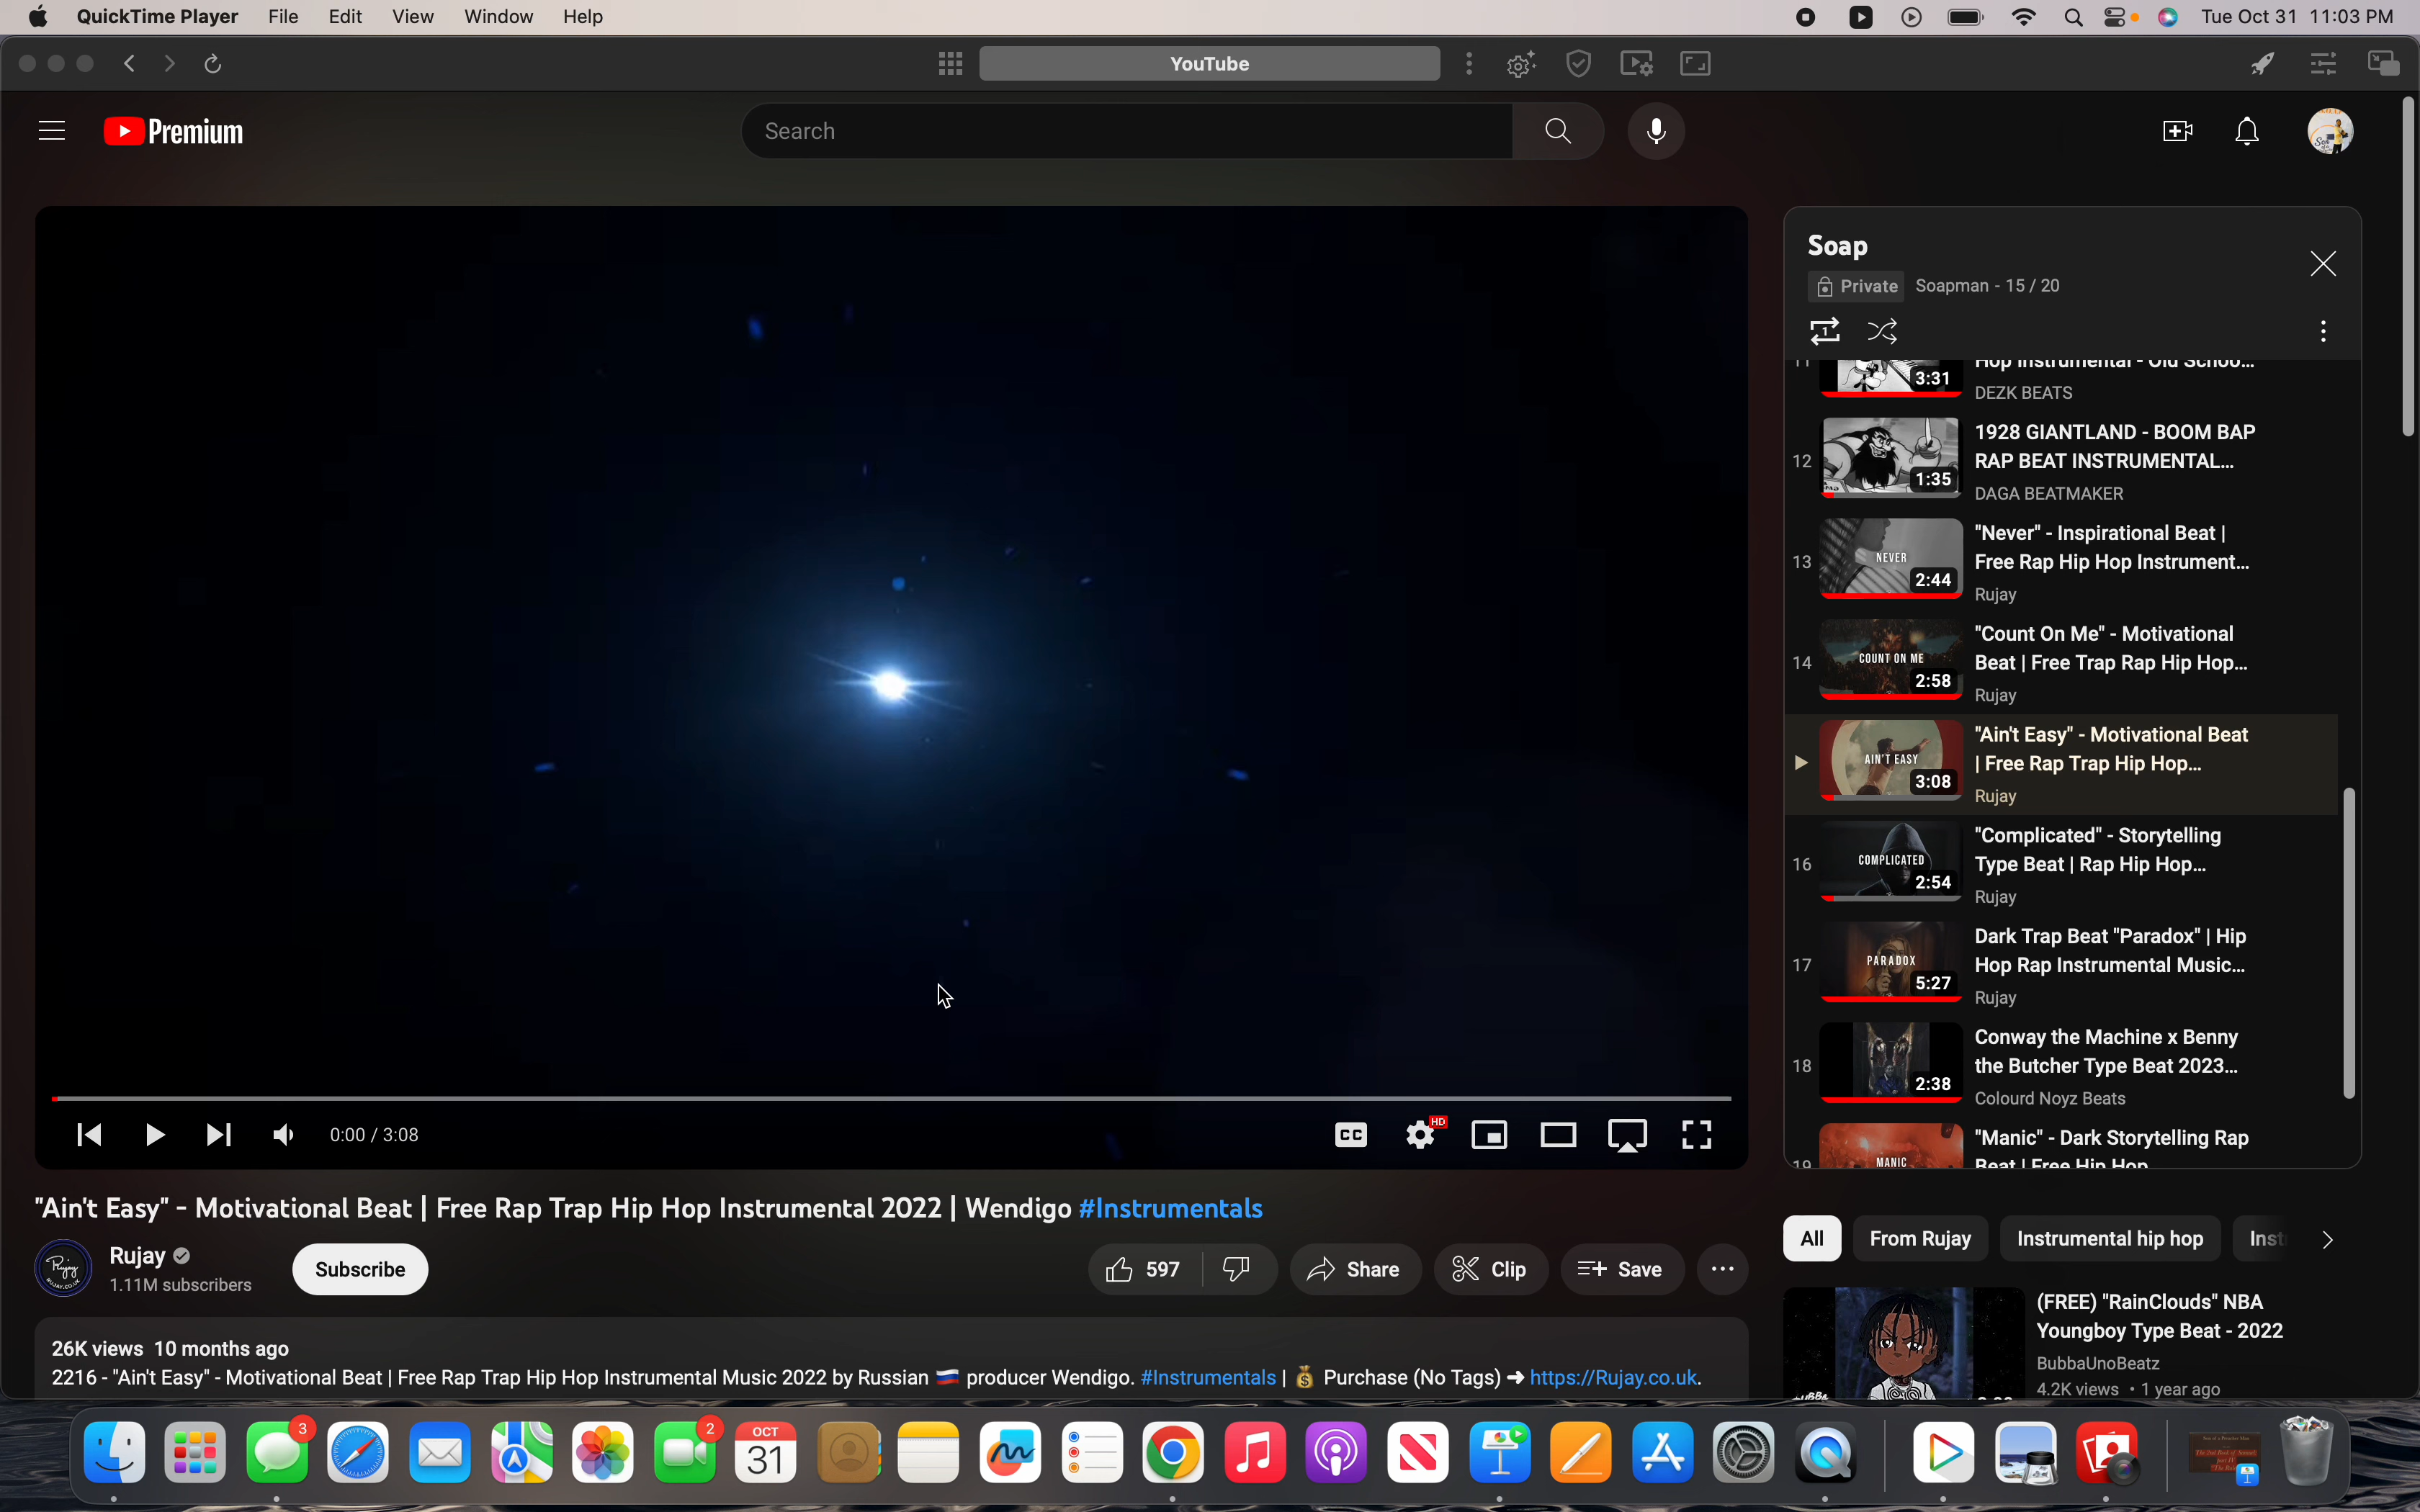 QuickTime Player File Edit View Window Help Tue Oct 31 11:03 PM
YouTube
Premium
Search
Soap
Private Soapman - 15 / 20
3:31
DEZK BEATS
12
1928 GIANTLAND - BOOM BAP
RAP BEAT INSTRUMENTAL...
1:35
DAGA BEATMAKER
13
"Never" - Inspirational Beat |
Free Rap Hip Hop Instrument...
NEVER
2:44
Rujay
14
"Count On Me" - Motivational
Beat | Free Trap Rap Hip Hop...
COUNT ON ME
2:58
Rujay
"Ain't Easy" - Motivational Beat
| Free Rap Trap Hip Hop...
AIN'T EASY
3:08
Rujay
16
"Complicated" - Storytelling
Type Beat | Rap Hip Hop...
COMPLICATED
2:54
Rujay
17
Dark Trap Beat "Paradox" | Hip
Hop Rap Instrumental Music...
PARADOX
5:27
Rujay
18
Conway the Machine x Benny
the Butcher Type Beat 2023...
2:38
Colourd Noyz Beats
19
"Manic" - Dark Storytelling Rap
Beat | Free Hip Hop
MANIC
0:00 / 3:08
CC
HD
"Ain't Easy" - Motivational Beat | Free Rap Trap Hip Hop Instrumental 2022 | Wendigo #Instrumentals
Rujay
1.11M subscribers
Subscribe
597
Share
Clip
Save
26K views 10 months ago
2216 - "Ain't Easy" - Motivational Beat | Free Rap Trap Hip Hop Instrumental Music 2022 by Russian 🇷🇺 producer Wendigo. #Instrumentals | 💰 Purchase (No Tags) ➔ https://Rujay.co.uk.
All From Rujay Instrumental hip hop Inst
(FREE) "RainClouds" NBA
Youngboy Type Beat - 2022
BubbaUnoBeatz
4.2K views • 1 year ago
3
2
OCT
31